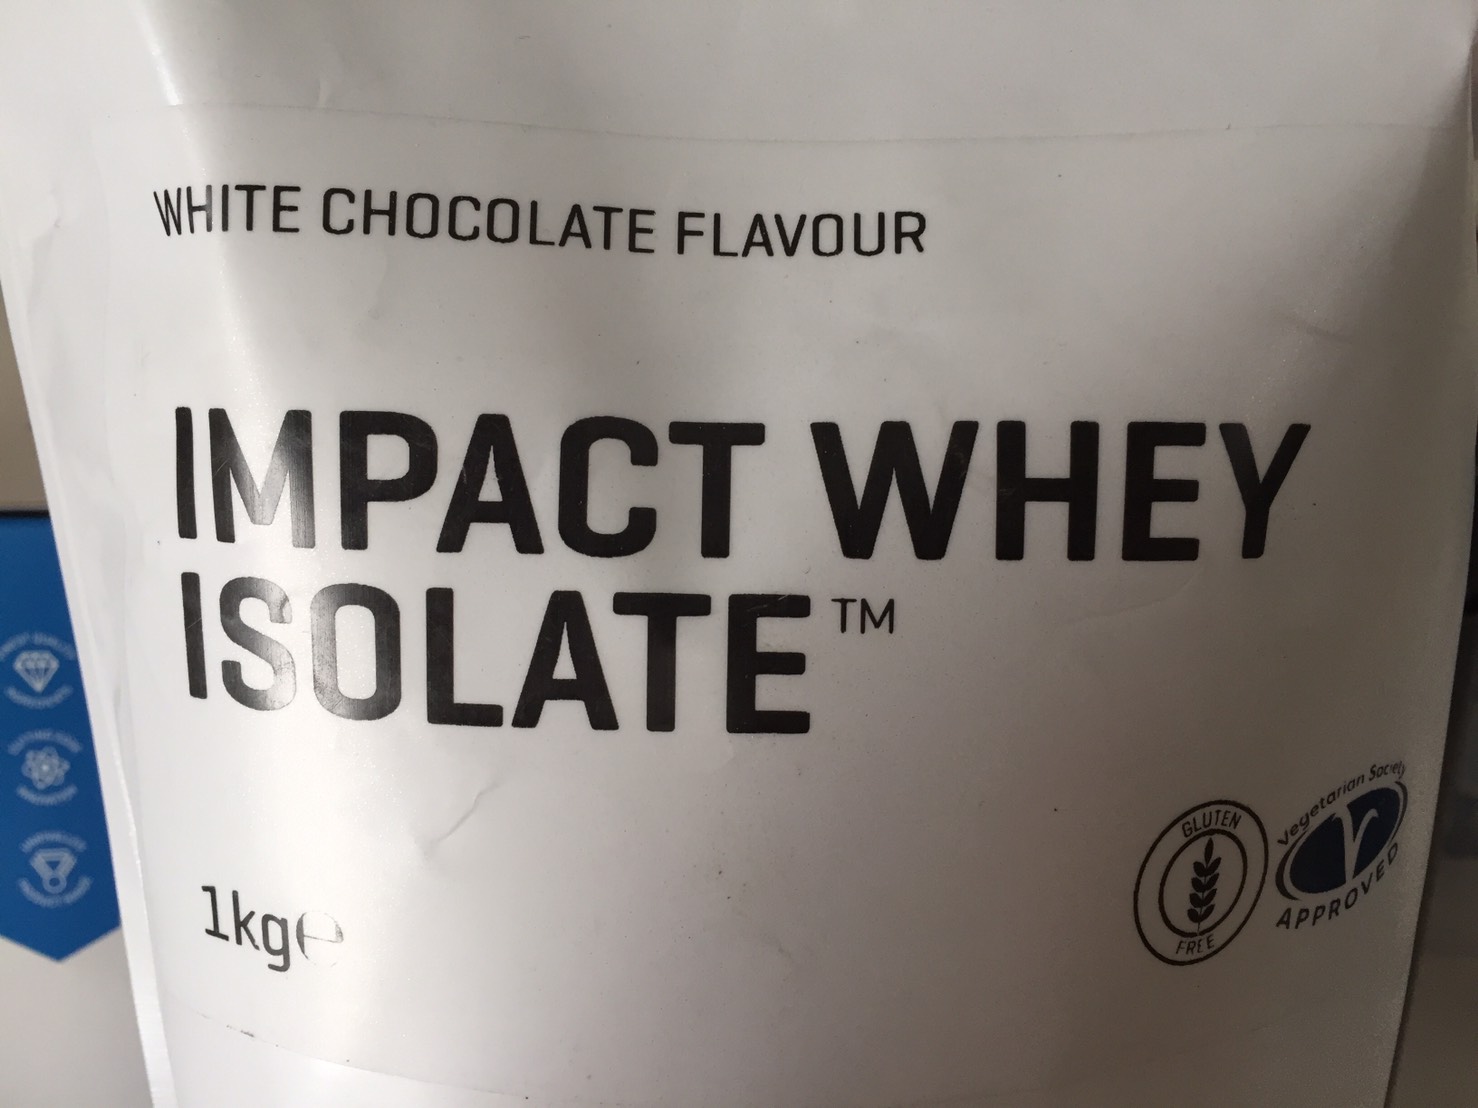 WHITE CHOCOLATE FLAVOUR
IMPACT WHEY
ISOLATE™
1kg℮
GLUTEN
FREE
Vegetarian Society
APPROVED